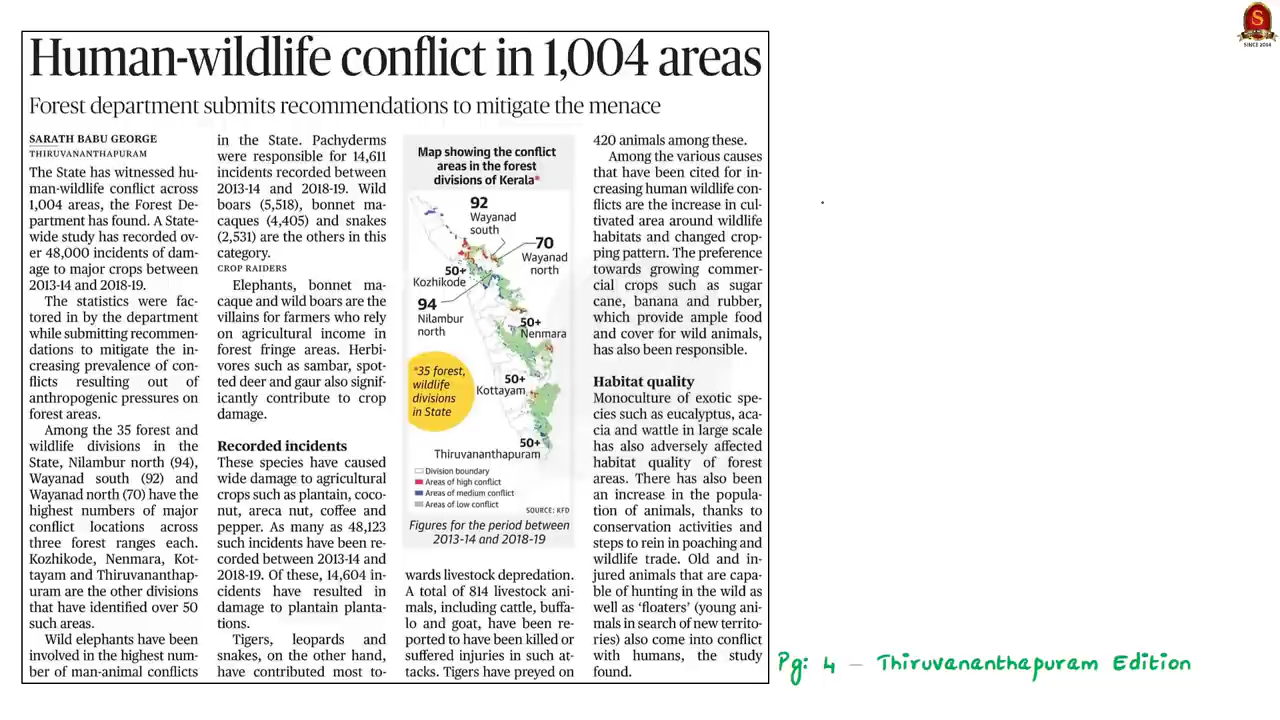 Human-wildlife conflict in 1,004 areas
Forest department submits recommendations to mitigate the menace
SARATH BABU GEORGE
THIRUVANANTHAPURAM
The State has witnessed hu-
man-wildlife conflict across
1,004 areas, the Forest De-
partment has found. A State-
wide study has recorded ov-
er 48,000 incidents of dam-
age to major crops between
2013-14 and 2018-19.
The statistics were fac-
tored in by the department
while submitting recommen-
dations to mitigate the in-
creasing prevalence of con-
flicts resulting out of
anthropogenic pressures on
forest areas.
Among the 35 forest and
wildlife divisions in the
State, Nilambur north (94),
Wayanad south (92) and
Wayanad north (70) have the
highest numbers of major
conflict locations across
three forest ranges each.
Kozhikode, Nenmara, Kot-
tayam and Thiruvananthap-
uram are the other divisions
that have identified over 50
such areas.
Wild elephants have been
involved in the highest num-
ber of man-animal conflicts
in the State. Pachyderms
were responsible for 14,611
incidents recorded between
2013-14 and 2018-19. Wild
boars (5,518), bonnet ma-
caques (4,405) and snakes
(2,531) are the others in this
category.
CROP RAIDERS
Elephants, bonnet ma-
caque and wild boars are the
villains for farmers who rely
on agricultural income in
forest fringe areas. Herbi-
vores such as sambar, spot-
ted deer and gaur also signif-
icantly contribute to crop
damage.
Recorded incidents
These species have caused
wide damage to agricultural
crops such as plantain, coco-
nut, areca nut, coffee and
pepper. As many as 48,123
such incidents have been re-
corded between 2013-14 and
2018-19. Of these, 14,604 in-
cidents have resulted in
damage to plantain planta-
tions.
Tigers, leopards and
snakes, on the other hand,
have contributed most to-
Map showing the conflict
areas in the forest
divisions of Kerala*
92
Wayanad
south
70
Wayanad
north
50+
Kozhikode
94
Nilambur
north
50+
Nenmara
*35 forest,
wildlife
divisions
in State
50+
Kottayam
50+
Thiruvananthapuram
Division boundary
Areas of high conflict
Areas of medium conflict
Areas of low conflict
SOURCE: KFD
Figures for the period between
2013-14 and 2018-19
wards livestock depredation.
A total of 814 livestock ani-
mals, including cattle, buffa-
lo and goat, have been re-
ported to have been killed or
suffered injuries in such at-
tacks. Tigers have preyed on
420 animals among these.
Among the various causes
that have been cited for in-
creasing human wildlife con-
flicts are the increase in cul-
tivated area around wildlife
habitats and changed crop-
ping pattern. The preference
towards growing commer-
cial crops such as sugar
cane, banana and rubber,
which provide ample food
and cover for wild animals,
has also been responsible.
Habitat quality
Monoculture of exotic spe-
cies such as eucalyptus, aca-
cia and wattle in large scale
has also adversely affected
habitat quality of forest
areas. There has also been
an increase in the popula-
tion of animals, thanks to
conservation activities and
steps to rein in poaching and
wildlife trade. Old and in-
jured animals that are capa-
ble of hunting in the wild as
well as 'floaters' (young ani-
mals in search of new territo-
ries) also come into conflict
with humans, the study
found.
Pg: 4 – Thiruvananthapuram Edition
S
SINCE 2014